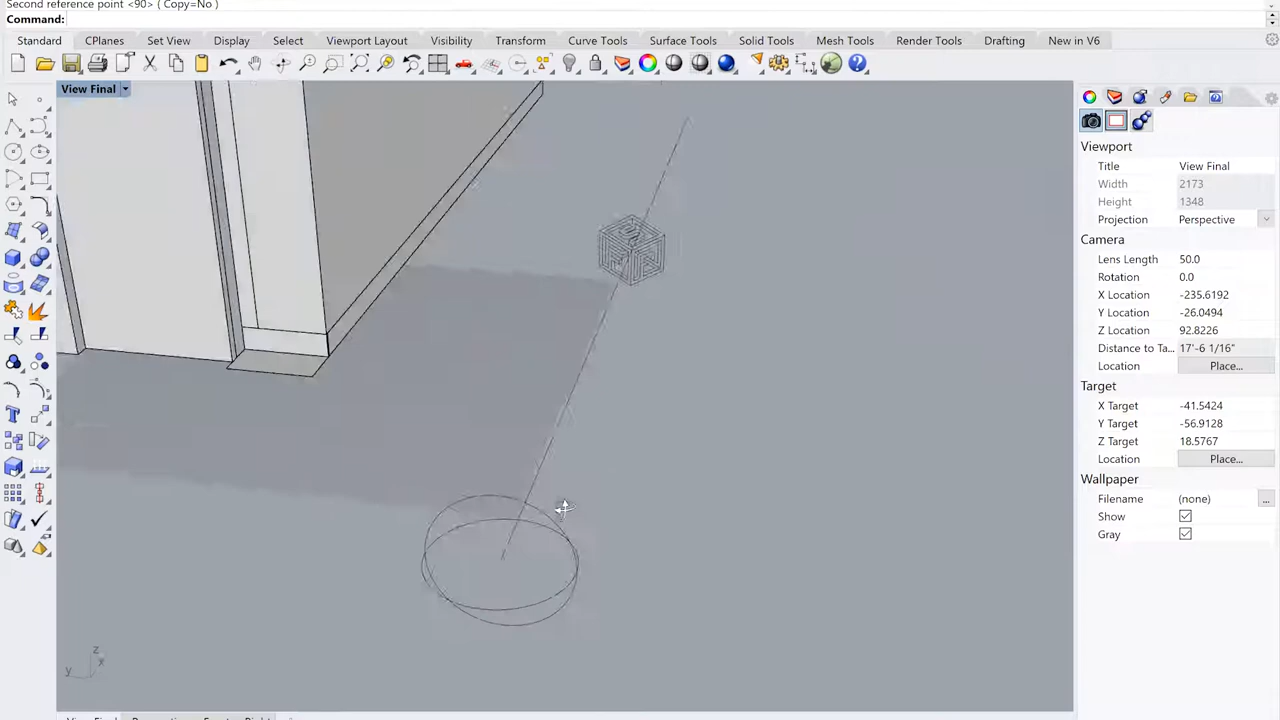 Second reference point <90> ( Copy=No )
Command:
Standard CPlanes Set View Display Select Viewport Layout Visibility Transform Curve Tools Surface Tools Solid Tools Mesh Tools Render Tools Drafting New in V6
View Final
Viewport
Title View Final
Width 2173
Height 1348
Projection Perspective
Camera
Lens Length 50.0
Rotation 0.0
X Location -235.6192
Y Location -26.0494
Z Location 92.8226
Distance to Ta... 17'-6 1/16"
Location Place...
Target
X Target -41.5424
Y Target -56.9128
Z Target 18.5767
Location Place...
Wallpaper
Filename (none) ...
Show
Gray
z
y x